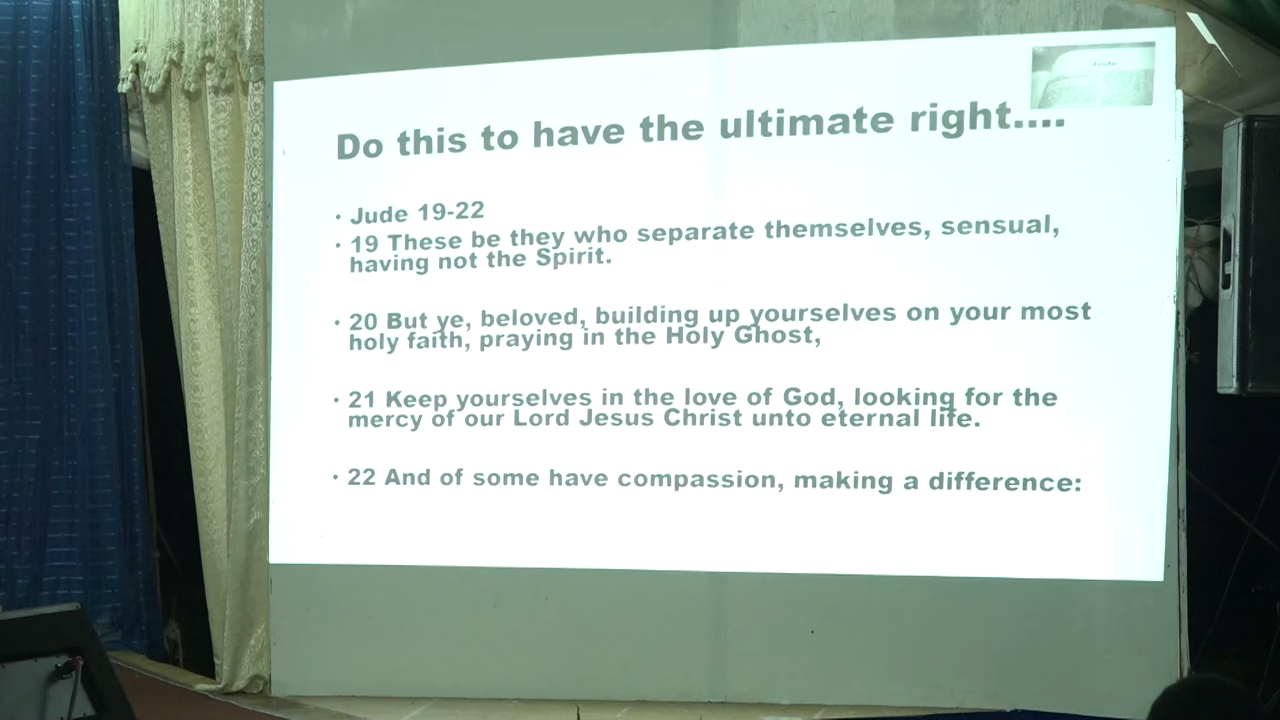 Do this to have the ultimate right....
• Jude 19-22
• 19 These be they who separate themselves, sensual,
having not the Spirit.
• 20 But ye, beloved, building up yourselves on your most
holy faith, praying in the Holy Ghost,
• 21 Keep yourselves in the love of God, looking for the
mercy of our Lord Jesus Christ unto eternal life.
• 22 And of some have compassion, making a difference: